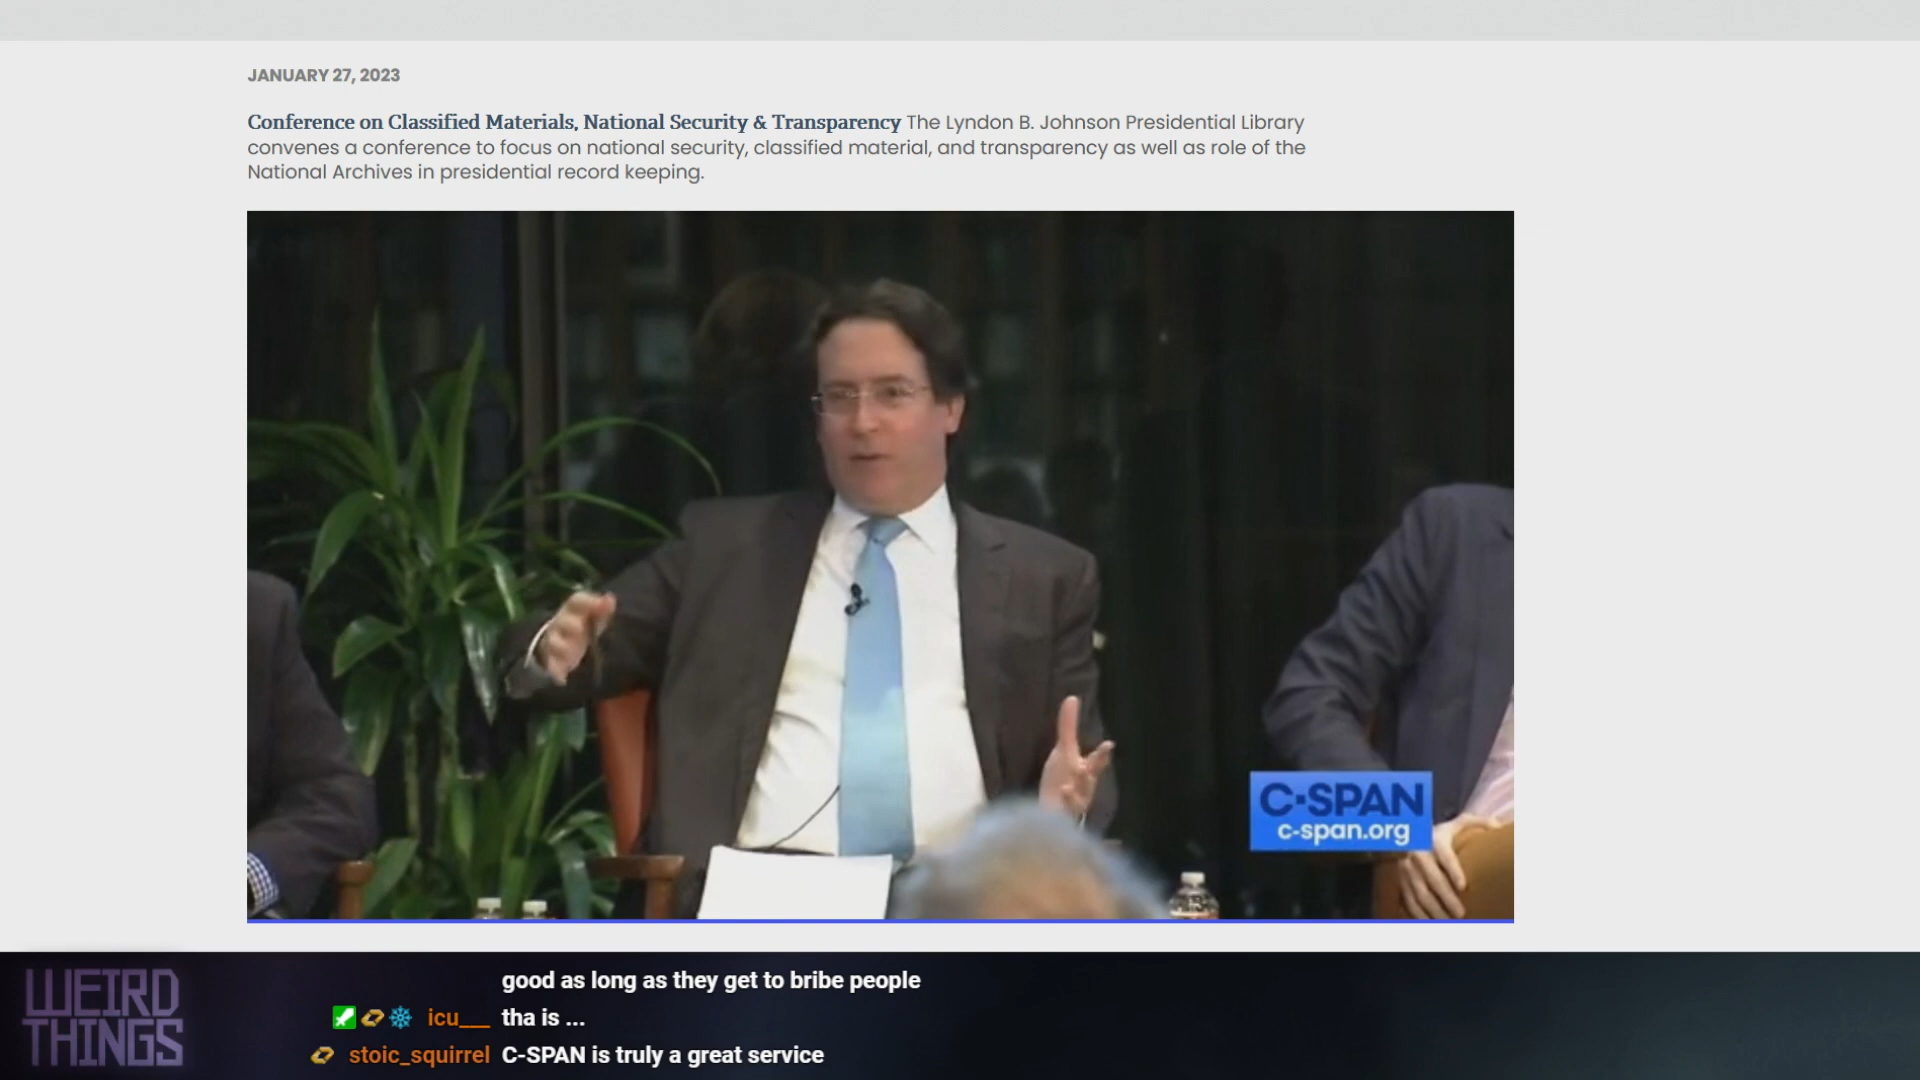 JANUARY 27, 2023
Conference on Classified Materials, National Security & Transparency The Lyndon B. Johnson Presidential Library
convenes a conference to focus on national security, classified material, and transparency as well as role of the
National Archives in presidential record keeping.
C-SPAN
c-span.org
WEIRD
THINGS
good as long as they get to bribe people
icu___ tha is ...
stoic_squirrel C-SPAN is truly a great service